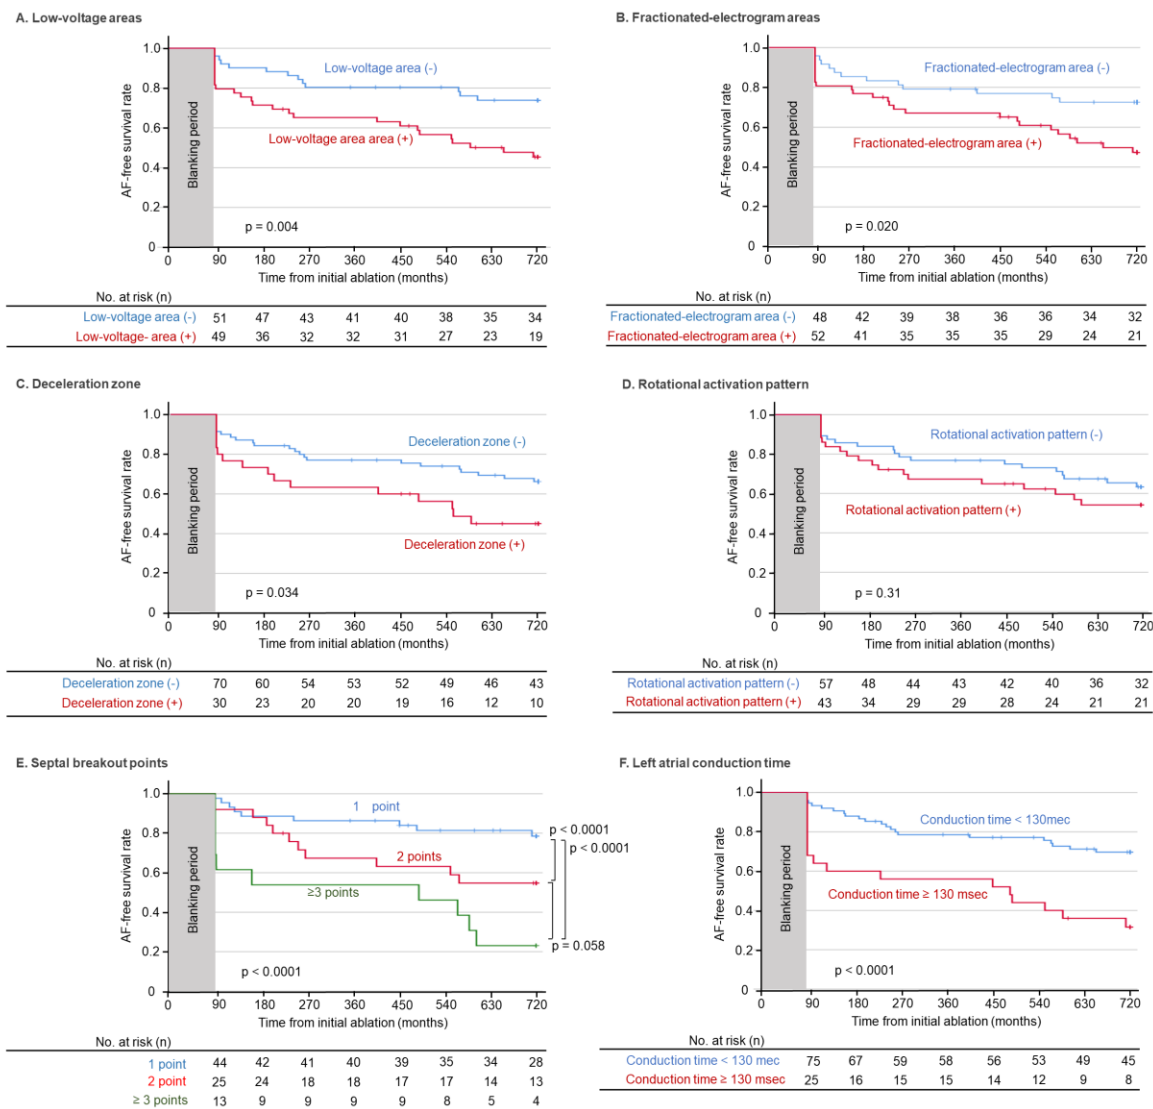 A. Low-voltage areas
AF-free survival rate
1.0
0.8
0.6
0.4
0.2
0
Blanking period
Low-voltage area (-)
Low-voltage area area (+)
p = 0.004
0 90 180 270 360 450 540 630 720
Time from initial ablation (months)
No. at risk (n)
Low-voltage area (-) 51 47 43 41 40 38 35 34
Low-voltage- area (+) 49 36 32 32 31 27 23 19
B. Fractionated-electrogram areas
AF-free survival rate
1.0
0.8
0.6
0.4
0.2
0
Blanking period
Fractionated-electrogram area (-)
Fractionated-electrogram area (+)
p = 0.020
0 90 180 270 360 450 540 630 720
Time from initial ablation (months)
No. at risk (n)
Fractionated-electrogram area (-) 48 42 39 38 36 36 34 32
Fractionated-electrogram area (+) 52 41 35 35 35 29 24 21
C. Deceleration zone
AF-free survival rate
1.0
0.8
0.6
0.4
0.2
0
Blanking period
Deceleration zone (-)
Deceleration zone (+)
p = 0.034
0 90 180 270 360 450 540 630 720
Time from initial ablation (months)
No. at risk (n)
Deceleration zone (-) 70 60 54 53 52 49 46 43
Deceleration zone (+) 30 23 20 20 19 16 12 10
D. Rotational activation pattern
AF-free survival rate
1.0
0.8
0.6
0.4
0.2
0
Blanking period
Rotational activation pattern (-)
Rotational activation pattern (+)
p = 0.31
0 90 180 270 360 450 540 630 720
Time from initial ablation (months)
No. at risk (n)
Rotational activation pattern (-) 57 48 44 43 42 40 36 32
Rotational activation pattern (+) 43 34 29 29 28 24 21 21
E. Septal breakout points
AF-free survival rate
1.0
0.8
0.6
0.4
0.2
0
Blanking period
1 point
2 points
≥3 points
p < 0.0001
p < 0.0001
p = 0.058
p < 0.0001
0 90 180 270 360 450 540 630 720
Time from initial ablation (months)
No. at risk (n)
1 point 44 42 41 40 39 35 34 28
2 point 25 24 18 18 17 17 14 13
≥ 3 points 13 9 9 9 9 8 5 4
F. Left atrial conduction time
AF-free survival rate
1.0
0.8
0.6
0.4
0.2
0
Blanking period
Conduction time < 130mec
Conduction time ≥ 130 msec
p < 0.0001
0 90 180 270 360 450 540 630 720
Time from initial ablation (months)
No. at risk (n)
Conduction time < 130 mec 75 67 59 58 56 53 49 45
Conduction time ≥ 130 msec 25 16 15 15 14 12 9 8